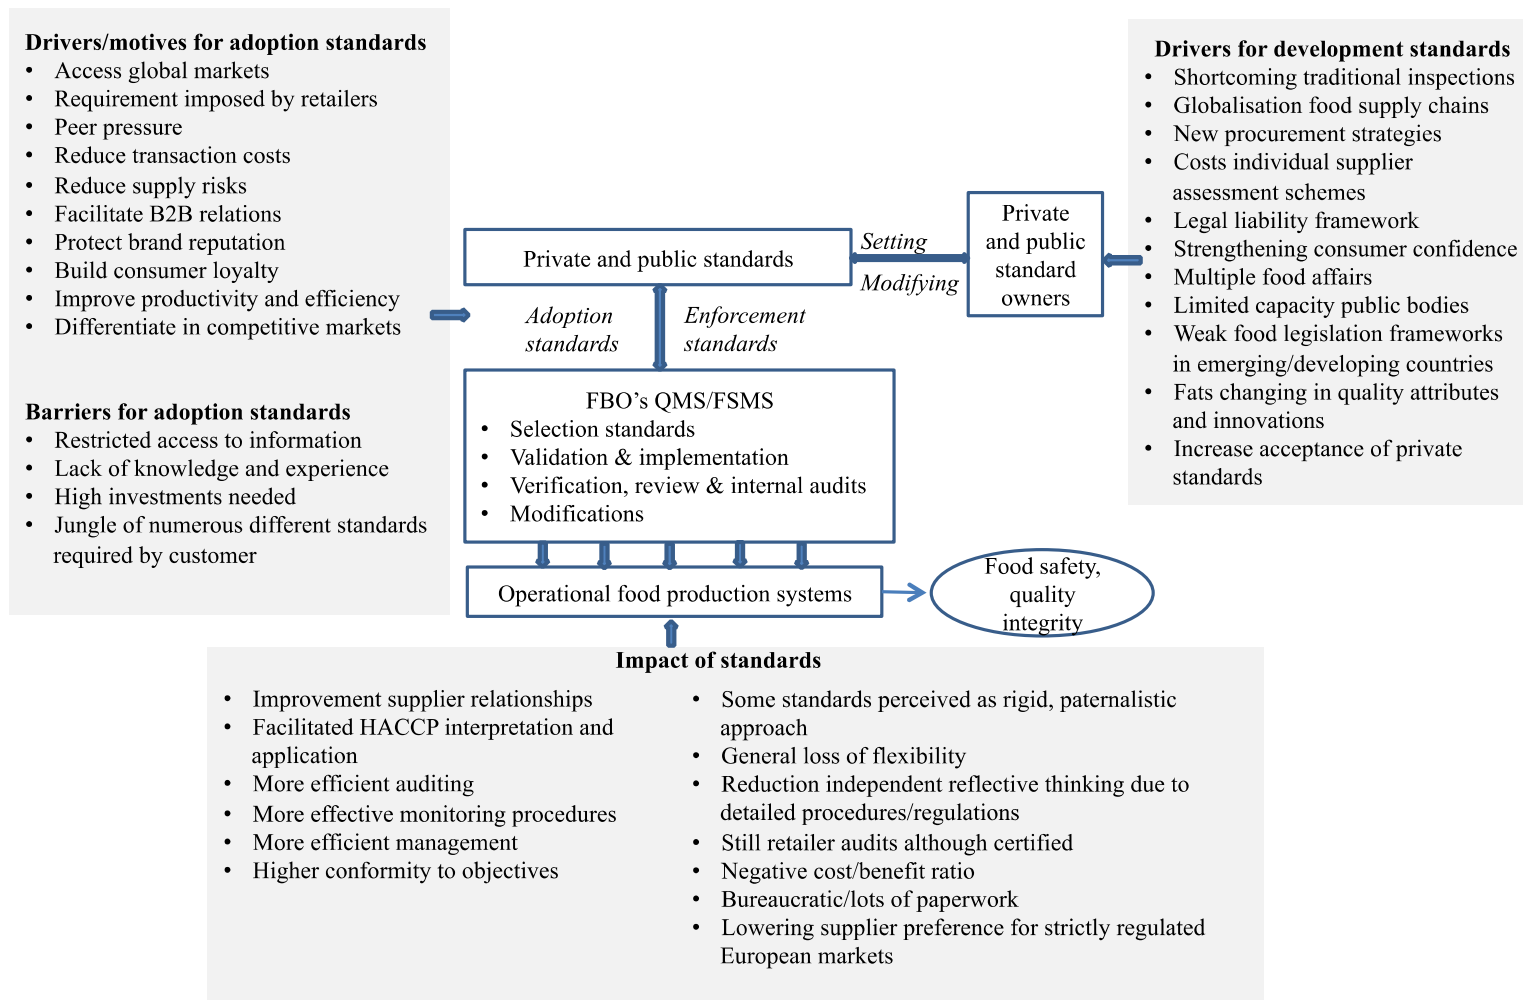 Drivers/motives for adoption standards
• Access global markets
• Requirement imposed by retailers
• Peer pressure
• Reduce transaction costs
• Reduce supply risks
• Facilitate B2B relations
• Protect brand reputation
• Build consumer loyalty
• Improve productivity and efficiency
• Differentiate in competitive markets
Barriers for adoption standards
• Restricted access to information
• Lack of knowledge and experience
• High investments needed
• Jungle of numerous different standards
required by customer
Private and public standards
Setting
Modifying
Private
and public
standard
owners
Adoption
standards
Enforcement
standards
FBO’s QMS/FSMS
• Selection standards
• Validation & implementation
• Verification, review & internal audits
• Modifications
Operational food production systems
Food safety,
quality
integrity
Drivers for development standards
• Shortcoming traditional inspections
• Globalisation food supply chains
• New procurement strategies
• Costs individual supplier
assessment schemes
• Legal liability framework
• Strengthening consumer confidence
• Multiple food affairs
• Limited capacity public bodies
• Weak food legislation frameworks
in emerging/developing countries
• Fats changing in quality attributes
and innovations
• Increase acceptance of private
standards
Impact of standards
• Improvement supplier relationships
• Facilitated HACCP interpretation and
application
• More efficient auditing
• More effective monitoring procedures
• More efficient management
• Higher conformity to objectives
• Some standards perceived as rigid, paternalistic
approach
• General loss of flexibility
• Reduction independent reflective thinking due to
detailed procedures/regulations
• Still retailer audits although certified
• Negative cost/benefit ratio
• Bureaucratic/lots of paperwork
• Lowering supplier preference for strictly regulated
European markets